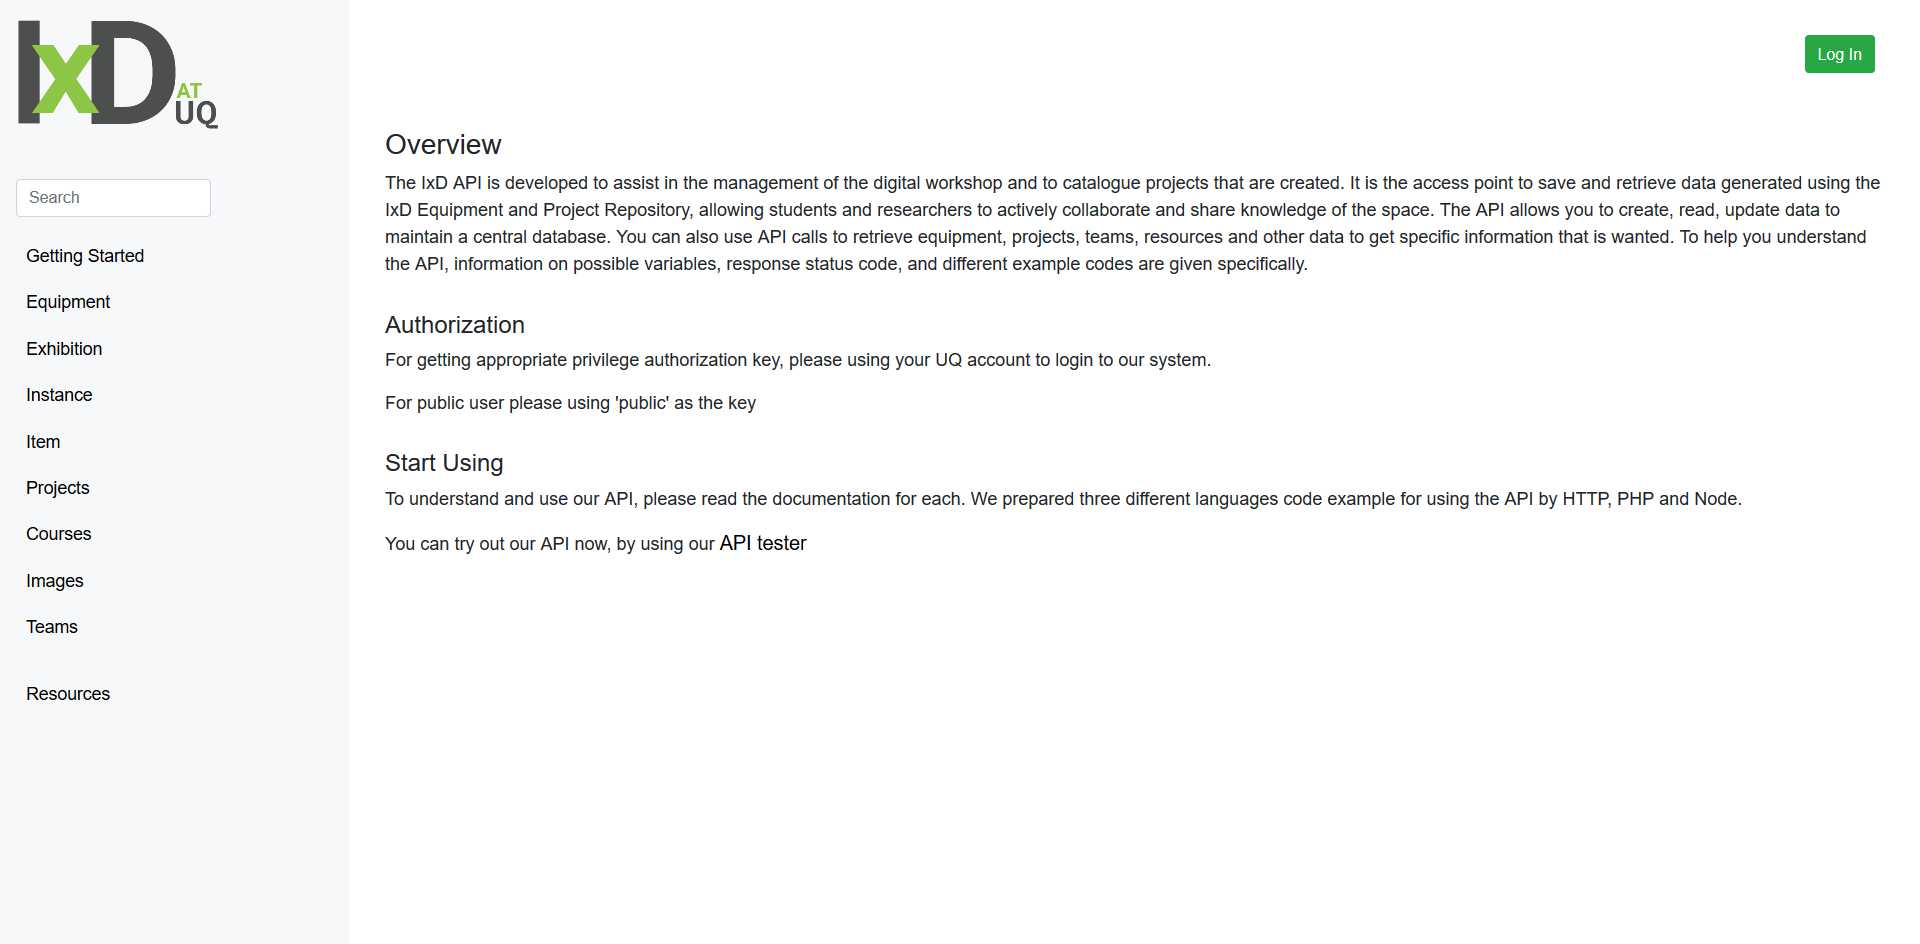 IxD AT UQ
Search
Getting Started
Equipment
Exhibition
Instance
Item
Projects
Courses
Images
Teams
Resources
Log In
Overview
The IxD API is developed to assist in the management of the digital workshop and to catalogue projects that are created. It is the access point to save and retrieve data generated using the
IxD Equipment and Project Repository, allowing students and researchers to actively collaborate and share knowledge of the space. The API allows you to create, read, update data to
maintain a central database. You can also use API calls to retrieve equipment, projects, teams, resources and other data to get specific information that is wanted. To help you understand
the API, information on possible variables, response status code, and different example codes are given specifically.
Authorization
For getting appropriate privilege authorization key, please using your UQ account to login to our system.
For public user please using 'public' as the key
Start Using
To understand and use our API, please read the documentation for each. We prepared three different languages code example for using the API by HTTP, PHP and Node.
You can try out our API now, by using our API tester